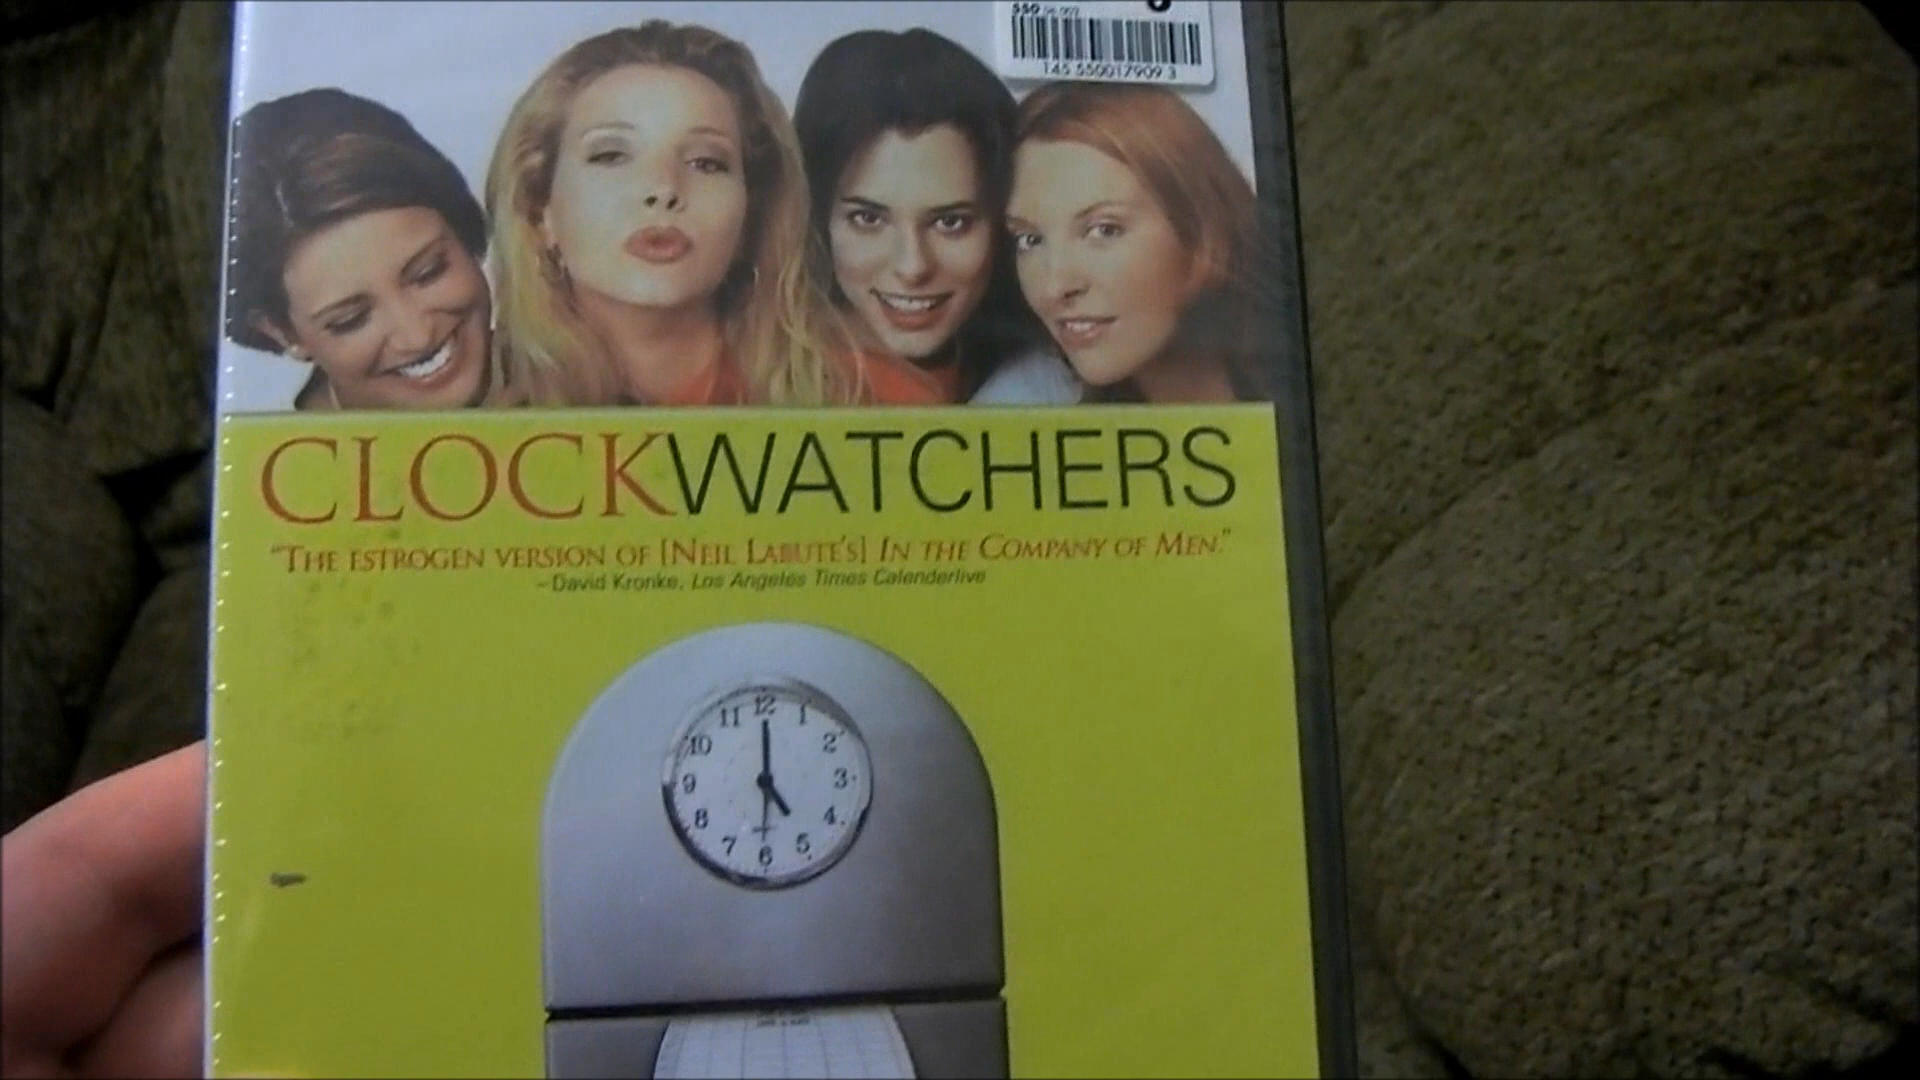 550
145 550017909 3
CLOCKWATCHERS
"THE ESTROGEN VERSION OF [NEIL LABUTE'S] IN THE COMPANY OF MEN."
–David Kronke, Los Angeles Times Calenderlive
11 12 1
10 2
9 3
8 4
7 6 5